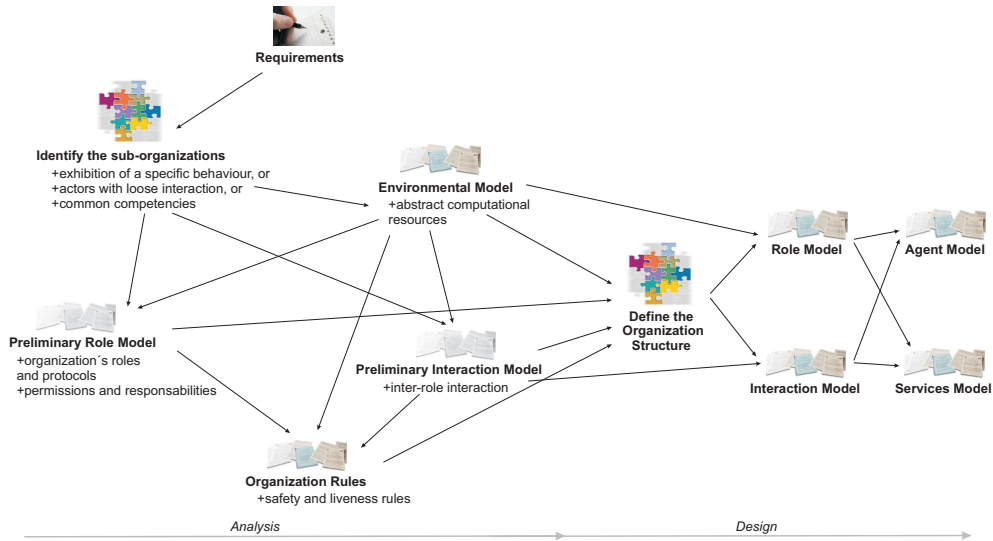 Requirements
Identify the sub-organizations
+exhibition of a specific behaviour, or
+actors with loose interaction, or
+common competencies
Environmental Model
+abstract computational
resources
Role Model
Agent Model
Define the
Organization
Structure
Preliminary Role Model
+organization´s roles
and protocols
+permissions and responsabilities
Preliminary Interaction Model
+inter-role interaction
Interaction Model
Services Model
Organization Rules
+safety and liveness rules
Analysis
Design